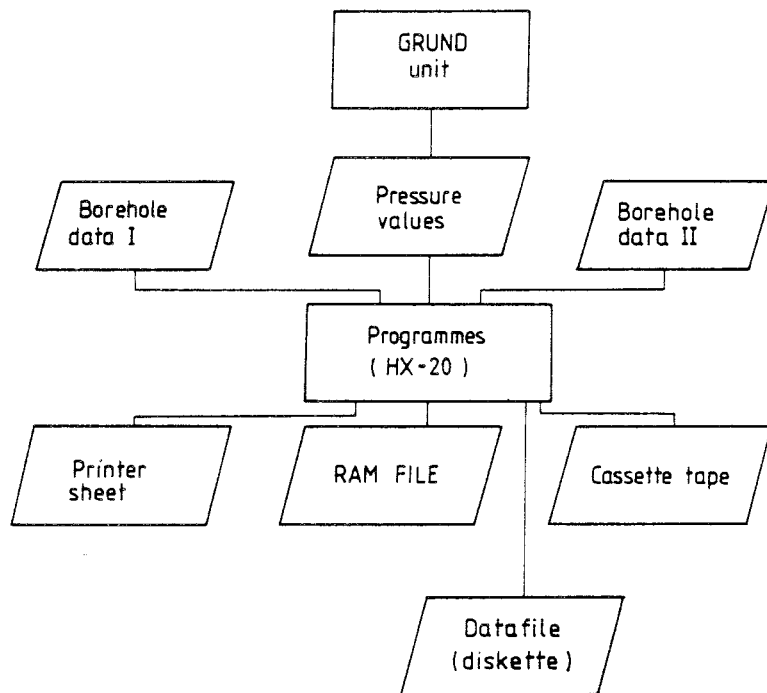 GRUND
unit
Pressure
values
Borehole
data I
Borehole
data II
Programmes
( HX-20 )
Printer
sheet
RAM FILE
Cassette tape
Datafile
(diskette)